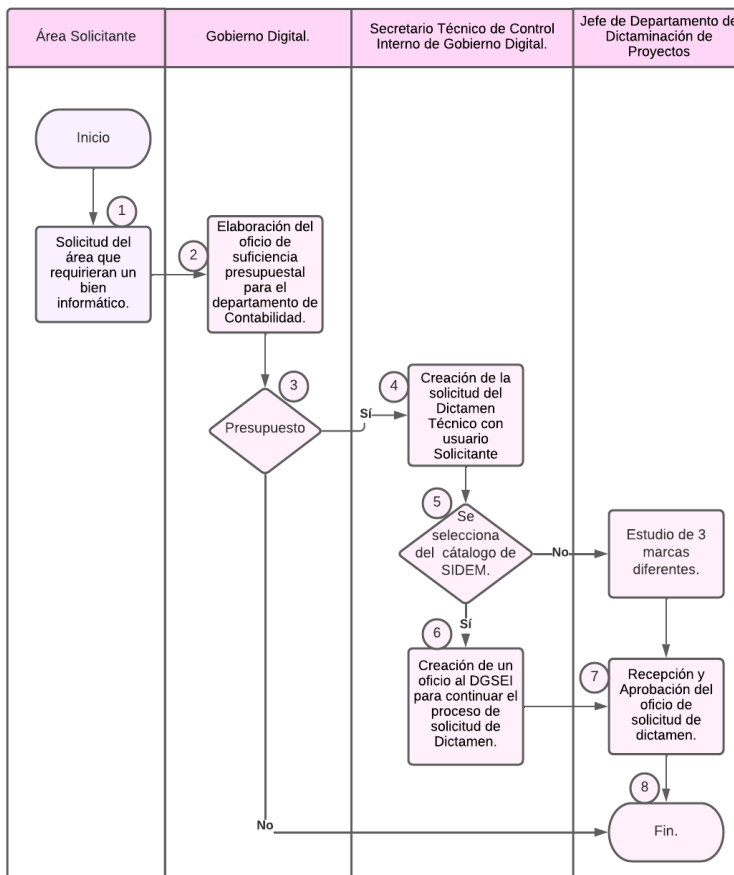 Área Solicitante
Gobierno Digital.
Secretario Técnico de Control
Interno de Gobierno Digital.
Jefe de Departamento de
Dictaminación de
Proyectos
Inicio
1
Solicitud del
área que
requirieran un
bien
informático.
2
Elaboración del
oficio de
suficiencia
presupuestal
para el
departamento de
Contabilidad.
3
Presupuesto
Sí
4
Creación de la
solicitud del
Dictamen
Técnico con
usuario
Solicitante
5
Se
selecciona
del cátalogo de
SIDEM.
No
Estudio de 3
marcas
diferentes.
Sí
6
Creación de un
oficio al DGSEI
para continuar el
proceso de
solicitud de
Dictamen.
7
Recepción y
Aprobación del
oficio de
solicitud de
dictamen.
8
No
Fin.